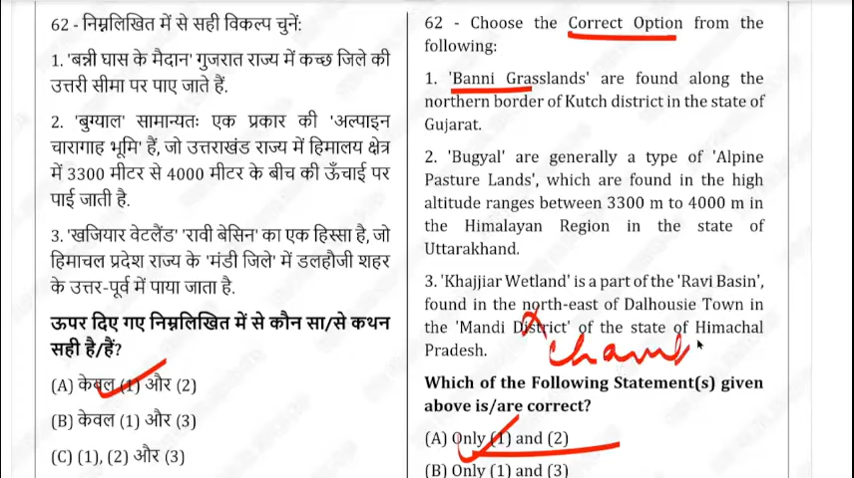 62 - निम्नलिखित में से सही विकल्प चुनें:
1. 'बन्नी घास के मैदान' गुजरात राज्य में कच्छ जिले की
उत्तरी सीमा पर पाए जाते हैं.
2. 'बुग्याल' सामान्यतः एक प्रकार की 'अल्पाइन
चारागाह भूमि' हैं, जो उत्तराखंड राज्य में हिमालय क्षेत्र
में 3300 मीटर से 4000 मीटर के बीच की ऊँचाई पर
पाई जाती है.
3. 'खजियार वेटलैंड' 'रावी बेसिन' का एक हिस्सा है, जो
हिमाचल प्रदेश राज्य के 'मंडी जिले' में डलहौजी शहर
के उत्तर-पूर्व में पाया जाता है.
ऊपर दिए गए निम्नलिखित में से कौन सा/से कथन
सही है/हैं?
(A) केवल (1) और (2)
(B) केवल (1) और (3)
(C) (1), (2) और (3)
62 - Choose the Correct Option from the
following:
1. 'Banni Grasslands' are found along the
northern border of Kutch district in the state of
Gujarat.
2. 'Bugyal' are generally a type of 'Alpine
Pasture Lands', which are found in the high
altitude ranges between 3300 m to 4000 m in
the Himalayan Region in the state of
Uttarakhand.
3. 'Khajjiar Wetland' is a part of the 'Ravi Basin',
found in the north-east of Dalhousie Town in
the 'Mandi District' of the state of Himachal
Pradesh.
Chamb
Which of the Following Statement(s) given
above is/are correct?
(A) Only (1) and (2)
(B) Only (1) and (3)